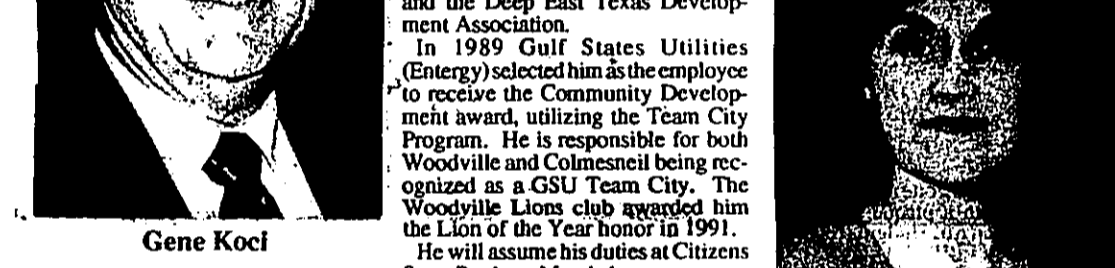 and the Deep East Texas Develop-
ment Association.
In 1989 Gulf States Utilities
(Entergy) selected him as the employee
to receive the Community Develop-
ment award, utilizing the Team City
Program. He is responsible for both
Woodville and Colmesneil being rec-
ognized as a GSU Team City. The
Woodville Lions club awarded him
the Lion of the Year honor in 1991.
He will assume his duties at Citizens
Gene Koci